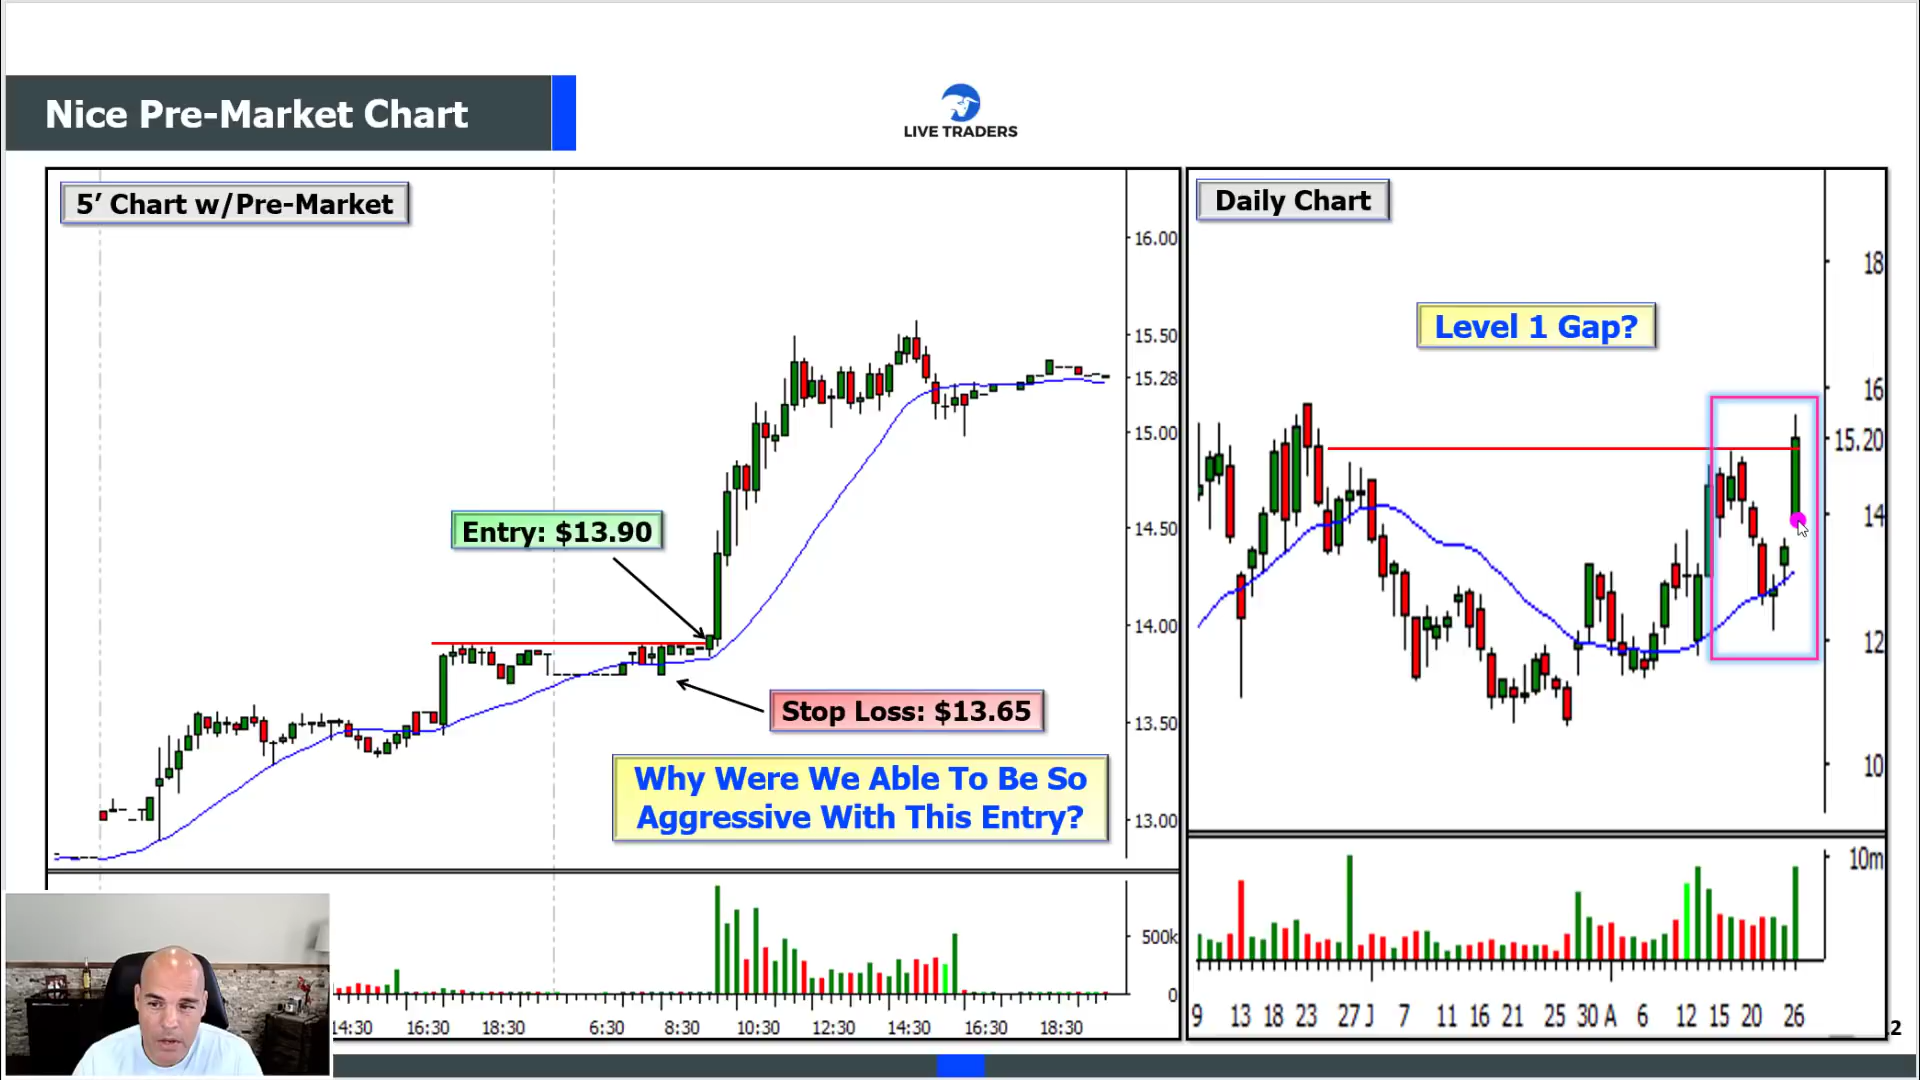 Nice Pre-Market Chart
LIVE TRADERS
5’ Chart w/Pre-Market
16.00
15.50
15.28
15.00
14.50
14.00
13.50
13.00
Entry: $13.90
Stop Loss: $13.65
Why Were We Able To Be So
Aggressive With This Entry?
500k
0
14:30 16:30 18:30 6:30 8:30 10:30 12:30 14:30 16:30 18:30
Daily Chart
Level 1 Gap?
18
16
15.20
14
12
10
10m
9 13 18 23 27 J 7 11 16 21 25 30 A 6 12 15 20 26
2